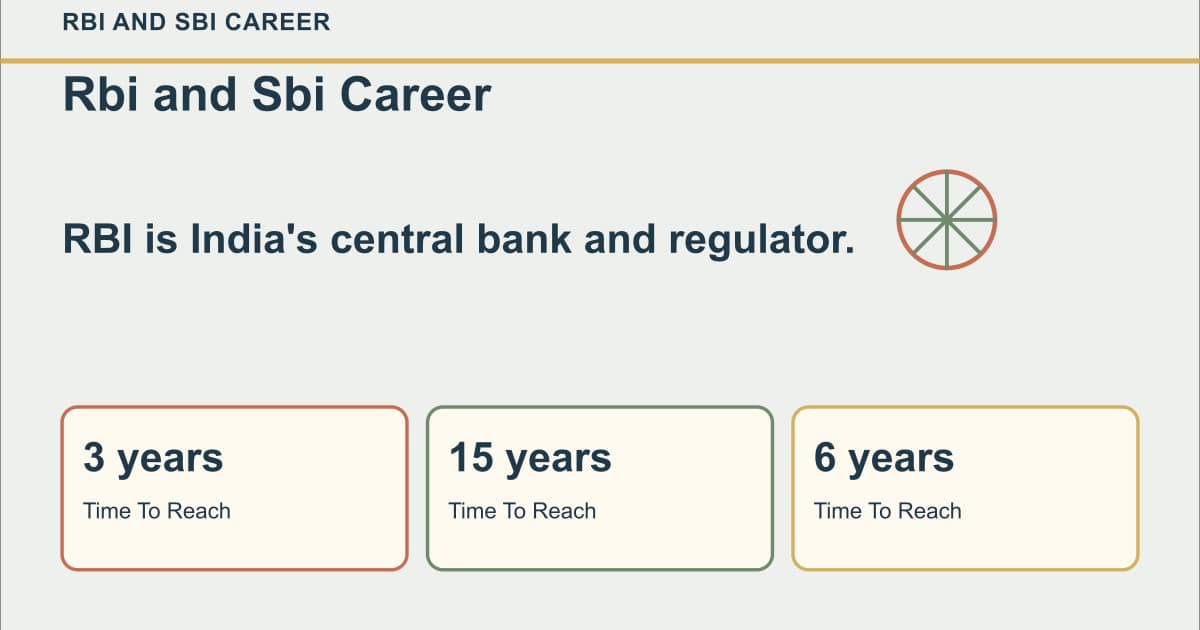 RBI AND SBI CAREER
Rbi and Sbi Career
RBI is India's central bank and regulator.
3 years
Time To Reach
15 years
Time To Reach
6 years
Time To Reach